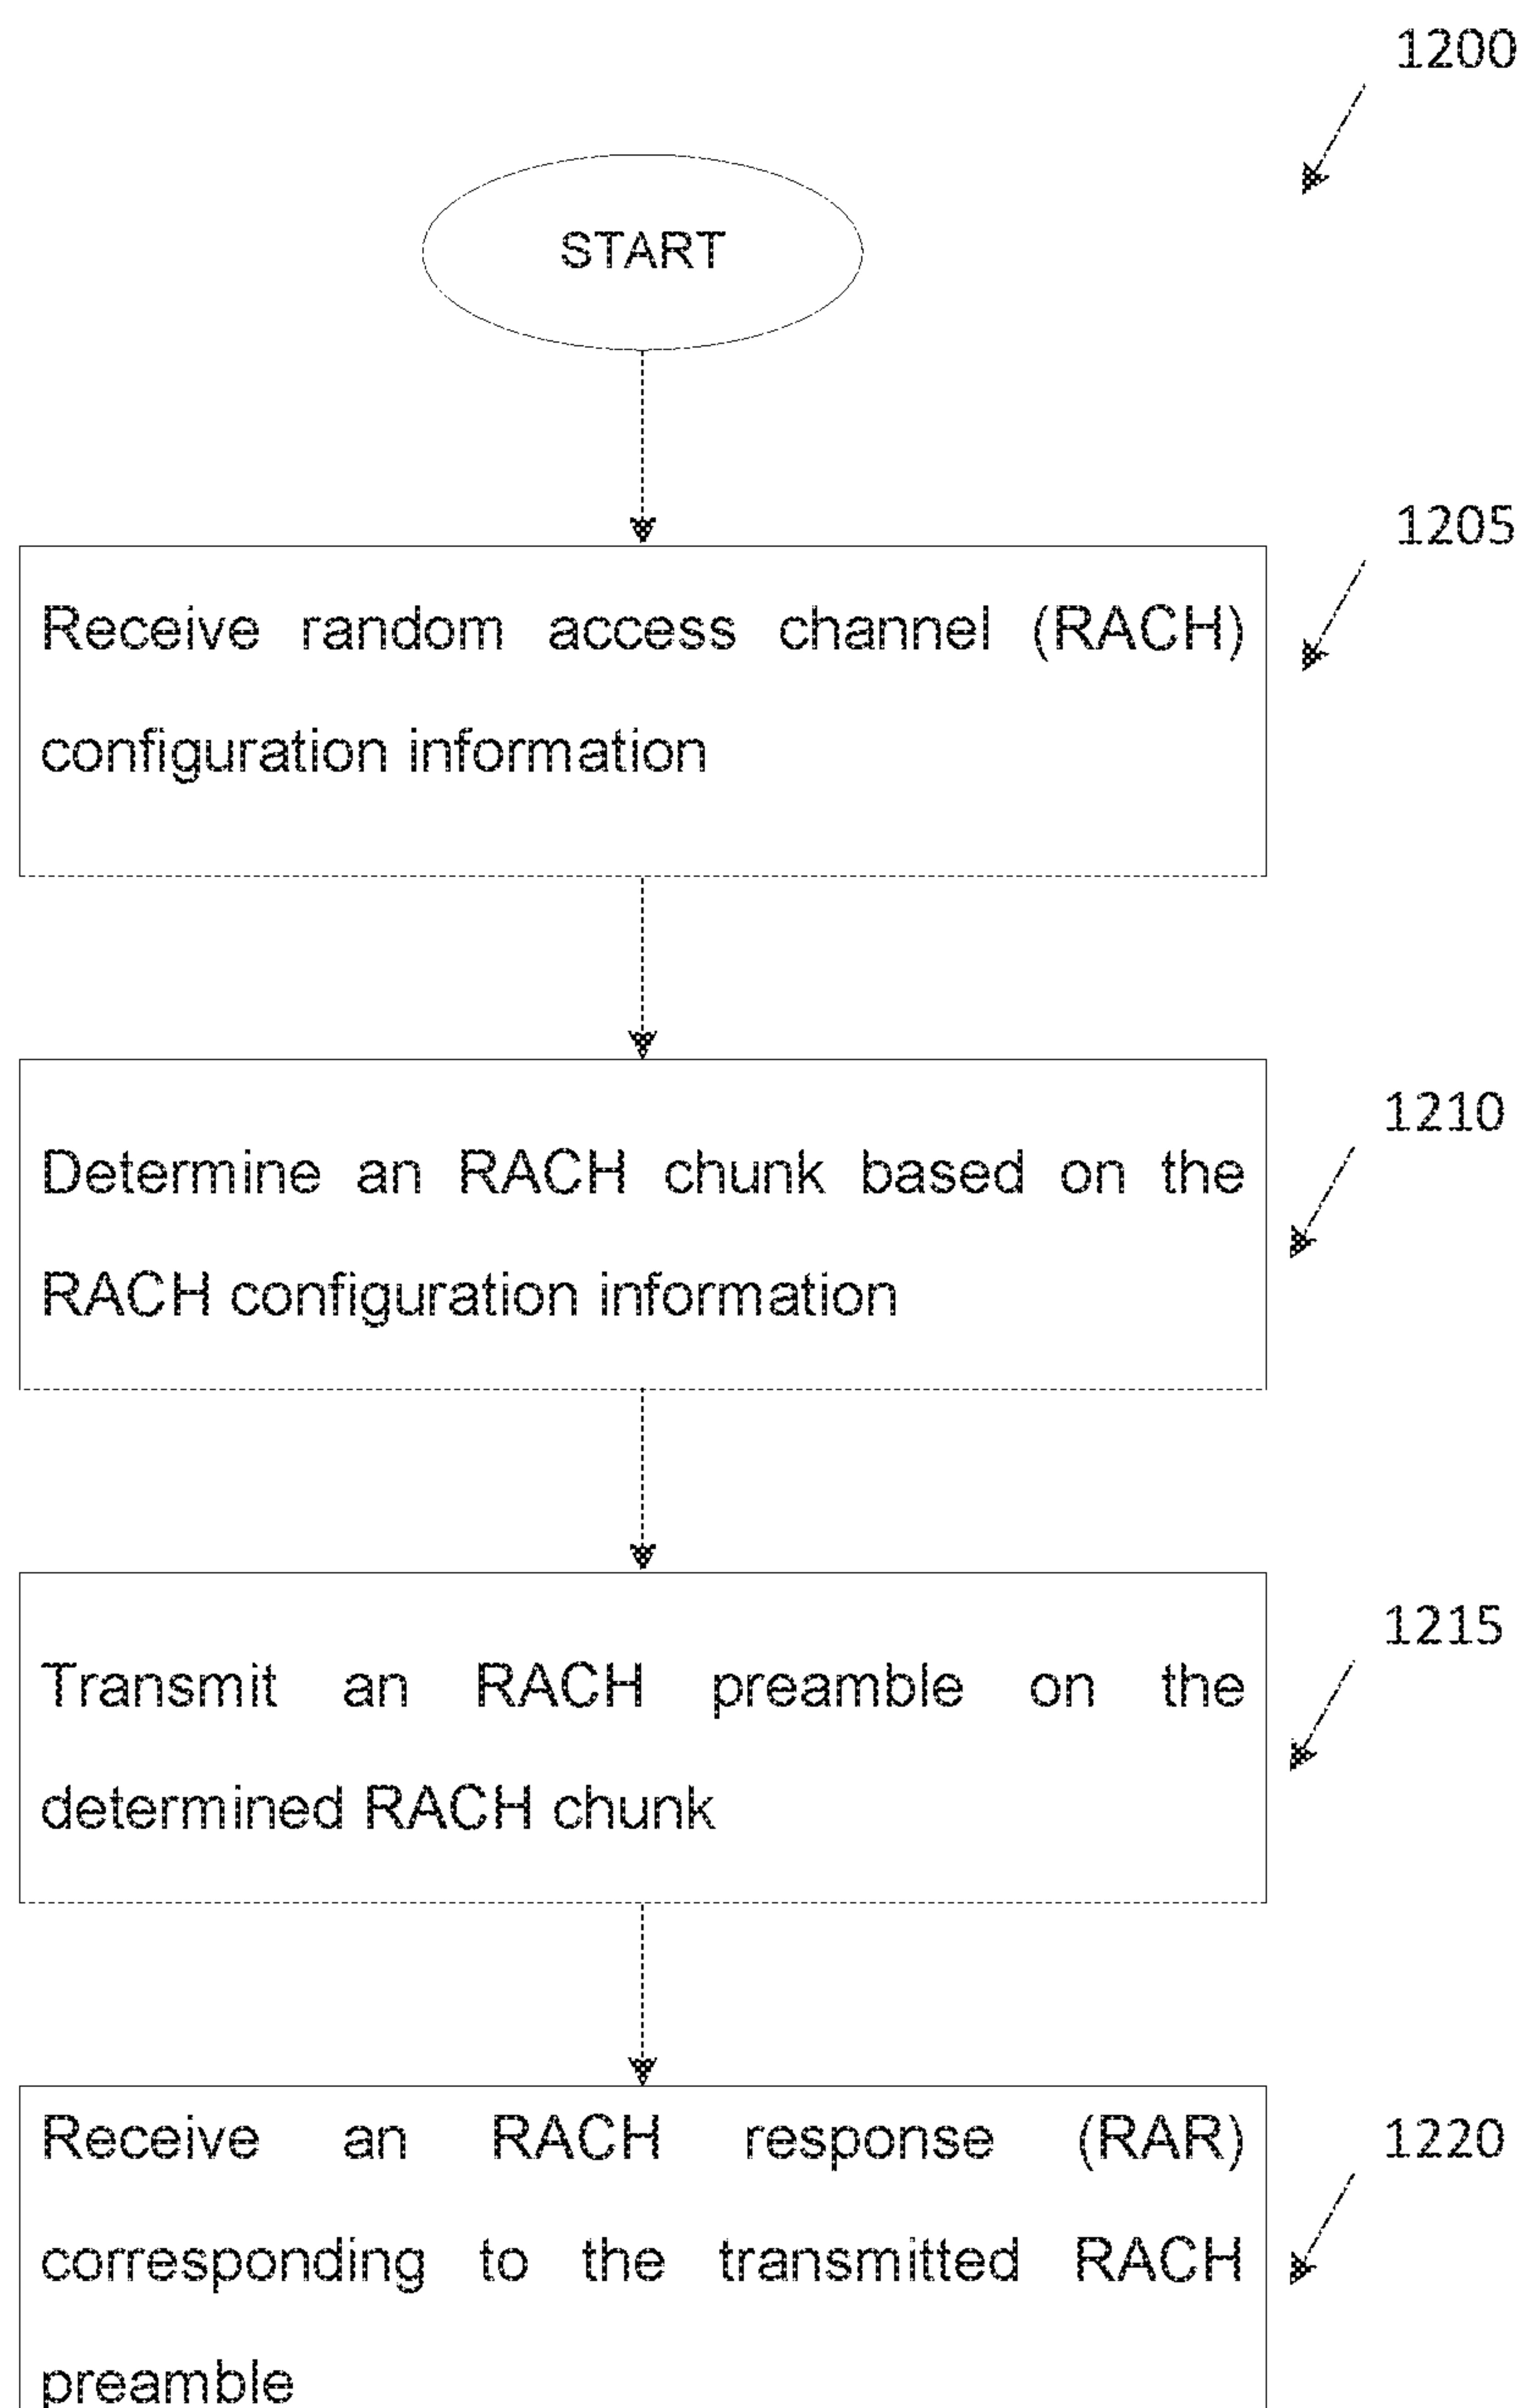 1200
START
1205
Receive random access channel (RACH)
configuration information
1210
Determine an RACH chunk based on the
RACH configuration information
1215
Transmit an RACH preamble on the
determined RACH chunk
1220
Receive an RACH response (RAR)
corresponding to the transmitted RACH
preamble